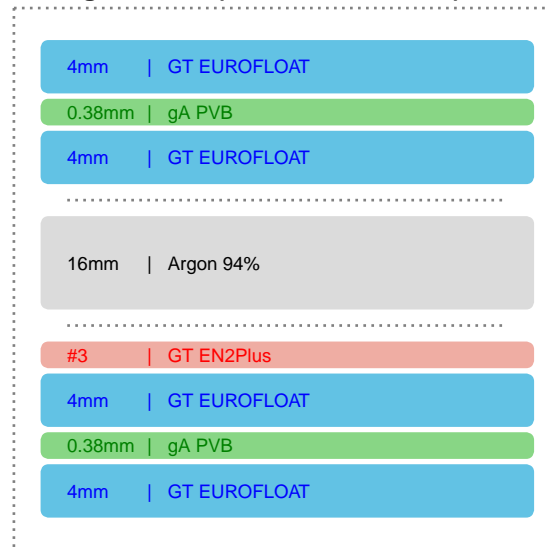 4mm | GT EUROFLOAT
0.38mm | gA PVB
4mm | GT EUROFLOAT
16mm | Argon 94%
#3 | GT EN2Plus
4mm | GT EUROFLOAT
0.38mm | gA PVB
4mm | GT EUROFLOAT